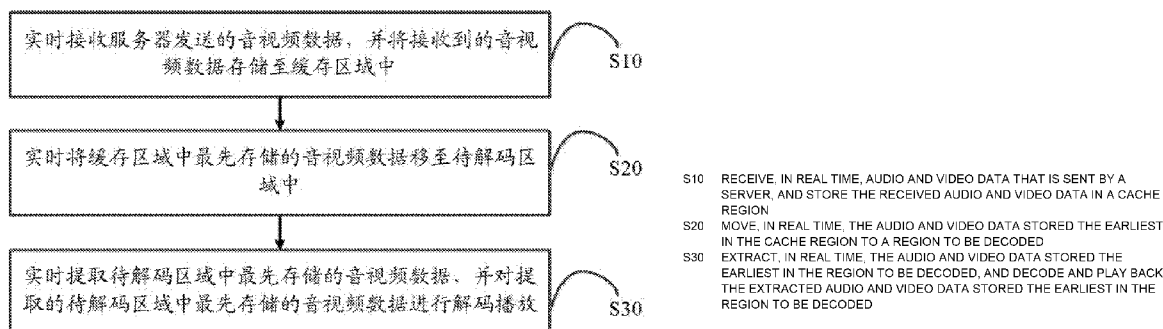 实时接收服务器发送的音视频数据，并将接收到的音视
频数据存储至缓存区域中
S10
实时将缓存区域中最先存储的音视频数据移至待解码区
域中
S20
实时提取待解码区域中最先存储的音视频数据、并对提
取的待解码区域中最先存储的音视频数据进行解码播放
S30
S10 RECEIVE, IN REAL TIME, AUDIO AND VIDEO DATA THAT IS SENT BY A
SERVER, AND STORE THE RECEIVED AUDIO AND VIDEO DATA IN A CACHE
REGION
S20 MOVE, IN REAL TIME, THE AUDIO AND VIDEO DATA STORED THE EARLIEST
IN THE CACHE REGION TO A REGION TO BE DECODED
S30 EXTRACT, IN REAL TIME, THE AUDIO AND VIDEO DATA STORED THE
EARLIEST IN THE REGION TO BE DECODED, AND DECODE AND PLAY BACK
THE EXTRACTED AUDIO AND VIDEO DATA STORED THE EARLIEST IN THE
REGION TO BE DECODED